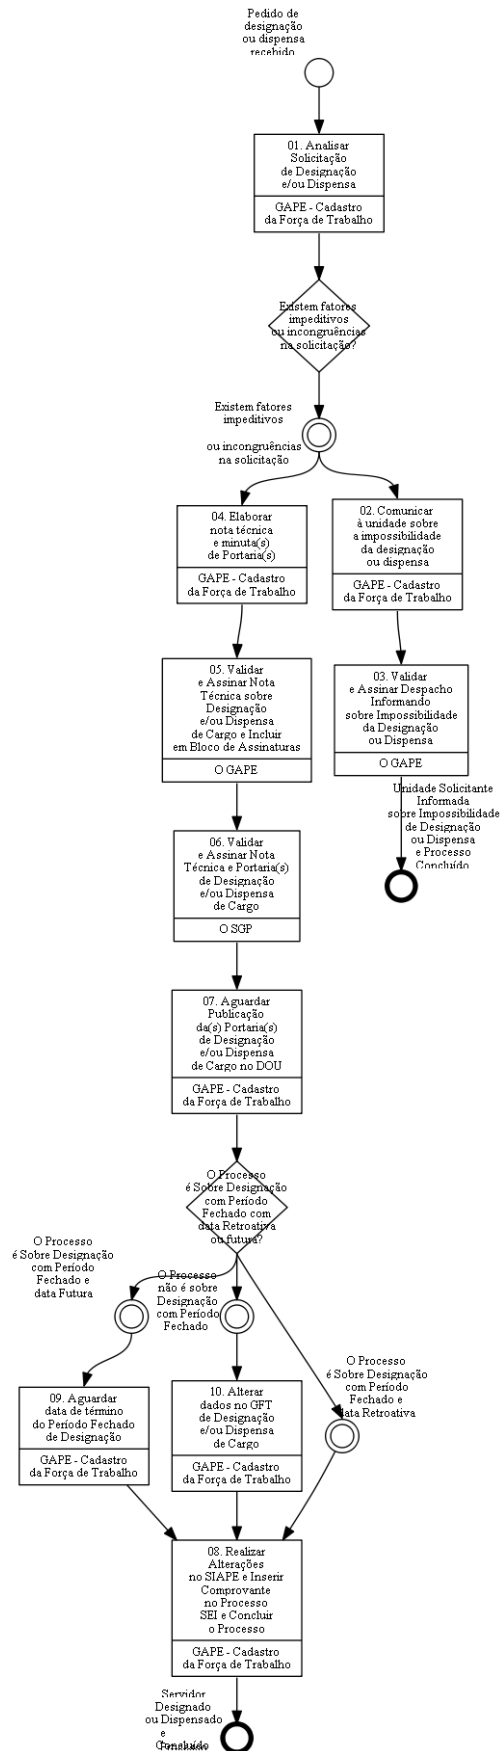 Pedido de
designação
ou dispensa
recebido
01. Analisar
Solicitação
de Designação
e/ou Dispensa
GAPE - Cadastro
da Força de Trabalho
Existem fatores
impeditivos
ou incongruências
na solicitação?
Existem fatores
impeditivos
ou incongruências
na solicitação
04. Elaborar
nota técnica
e minuta(s)
de Portaria(s)
GAPE - Cadastro
da Força de Trabalho
02. Comunicar
à unidade sobre
a impossibilidade
da designação
ou dispensa
GAPE - Cadastro
da Força de Trabalho
05. Validar
e Assinar Nota
Técnica sobre
Designação
e/ou Dispensa
de Cargo e Incluir
em Bloco de Assinaturas
O GAPE
03. Validar
e Assinar Despacho
Informando
sobre Impossibilidade
da Designação
ou Dispensa
O GAPE
Unidade Solicitante
Informada
sobre Impossibilidade
de Designação
ou Dispensa
e Processo
Concluído
06. Validar
e Assinar Nota
Técnica e Portaria(s)
de Designação
e/ou Dispensa
de Cargo
O SGP
07. Aguardar
Publicação
da(s) Portaria(s)
de Designação
e/ou Dispensa
de Cargo no DOU
GAPE - Cadastro
da Força de Trabalho
O Processo
é Sobre Designação
com Período
Fechado com
data Retroativa
ou futura?
O Processo
é Sobre Designação
com Período
Fechado e
data Futura
O Processo
não é sobre
Designação
com Período
Fechado
O Processo
é Sobre Designação
com Período
Fechado e
data Retroativa
09. Aguardar
data de término
do Período Fechado
de Designação
GAPE - Cadastro
da Força de Trabalho
10. Alterar
dados no GFT
de Designação
e/ou Dispensa
de Cargo
GAPE - Cadastro
da Força de Trabalho
08. Realizar
Alterações
no SIAPE e Inserir
Comprovante
no Processo
SEI e Concluir
o Processo
GAPE - Cadastro
da Força de Trabalho
Servidor
Designado
ou Dispensado
e
Processo
Concluído